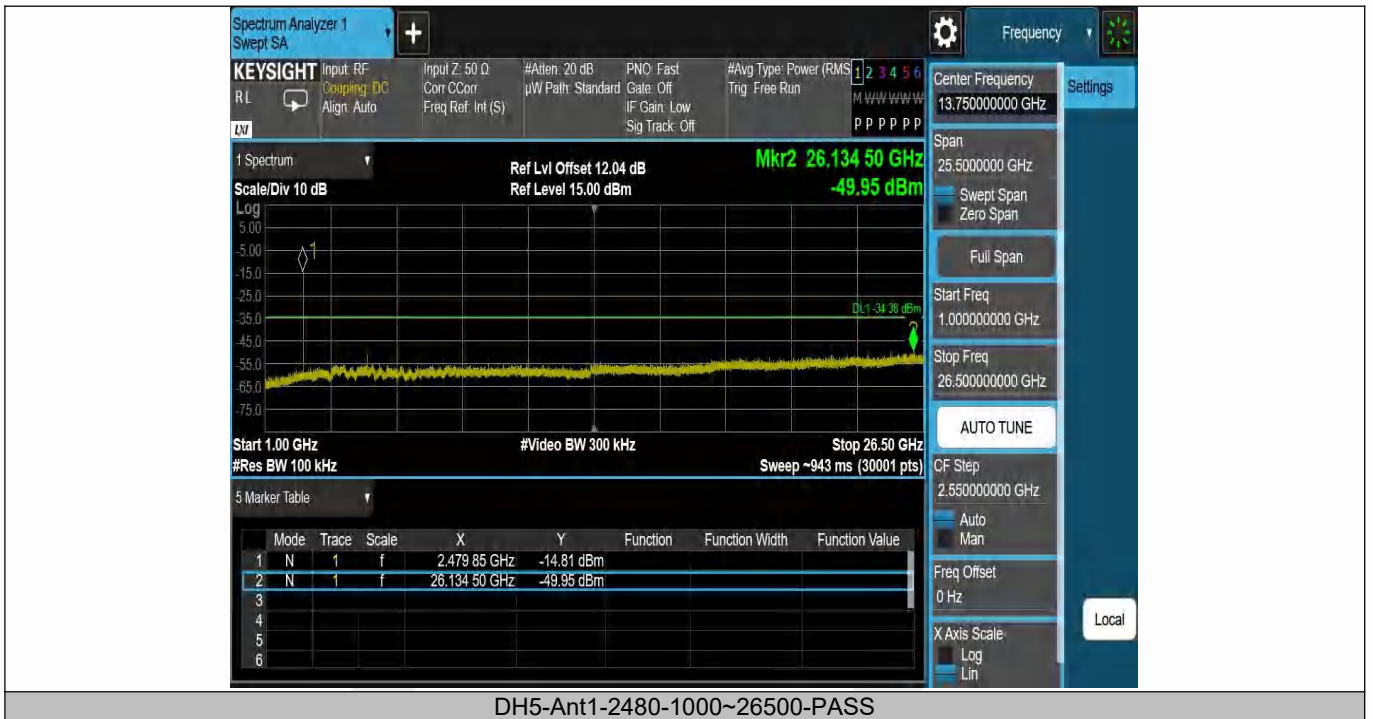 Spectrum Analyzer 1
Swept SA
+
Frequency
KEYSIGHT
RL
LXI
Input: RF
Coupling: DC
Align: Auto
Input Z: 50 Ω
Corr CCorr
Freq Ref: Int (S)
#Atten: 20 dB
µW Path: Standard
PNO: Fast
Gate: Off
IF Gain: Low
Sig Track: Off
#Avg Type: Power (RMS
Trig: Free Run
1 2 3 4 5 6
M W W W W W
P P P P P P
1 Spectrum
Scale/Div 10 dB
Ref Lvl Offset 12.04 dB
Ref Level 15.00 dBm
Mkr2 26.134 50 GHz
-49.95 dBm
Log
5.00
-5.00
-15.0
-25.0
-35.0
-45.0
-55.0
-65.0
-75.0
1
DL1 -34.38 dBm
2
Start 1.00 GHz
#Video BW 300 kHz
Stop 26.50 GHz
#Res BW 100 kHz
Sweep ~943 ms (30001 pts)
5 Marker Table
Mode Trace Scale X Y Function Function Width Function Value
1 N 1 f 2.479 85 GHz -14.81 dBm
2 N 1 f 26.134 50 GHz -49.95 dBm
3
4
5
6
Center Frequency
13.750000000 GHz
Settings
Span
25.5000000 GHz
Swept Span
Zero Span
Full Span
Start Freq
1.000000000 GHz
Stop Freq
26.500000000 GHz
AUTO TUNE
CF Step
2.550000000 GHz
Auto
Man
Freq Offset
0 Hz
X Axis Scale
Log
Lin
Local
DH5-Ant1-2480-1000~26500-PASS